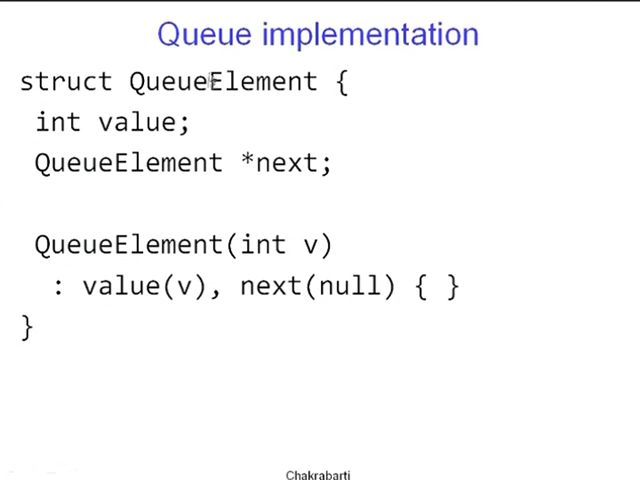 Queue implementation
struct QueueElement {
int value;
QueueElement *next;
QueueElement(int v)
: value(v), next(null) { }
}
Chakrabarti